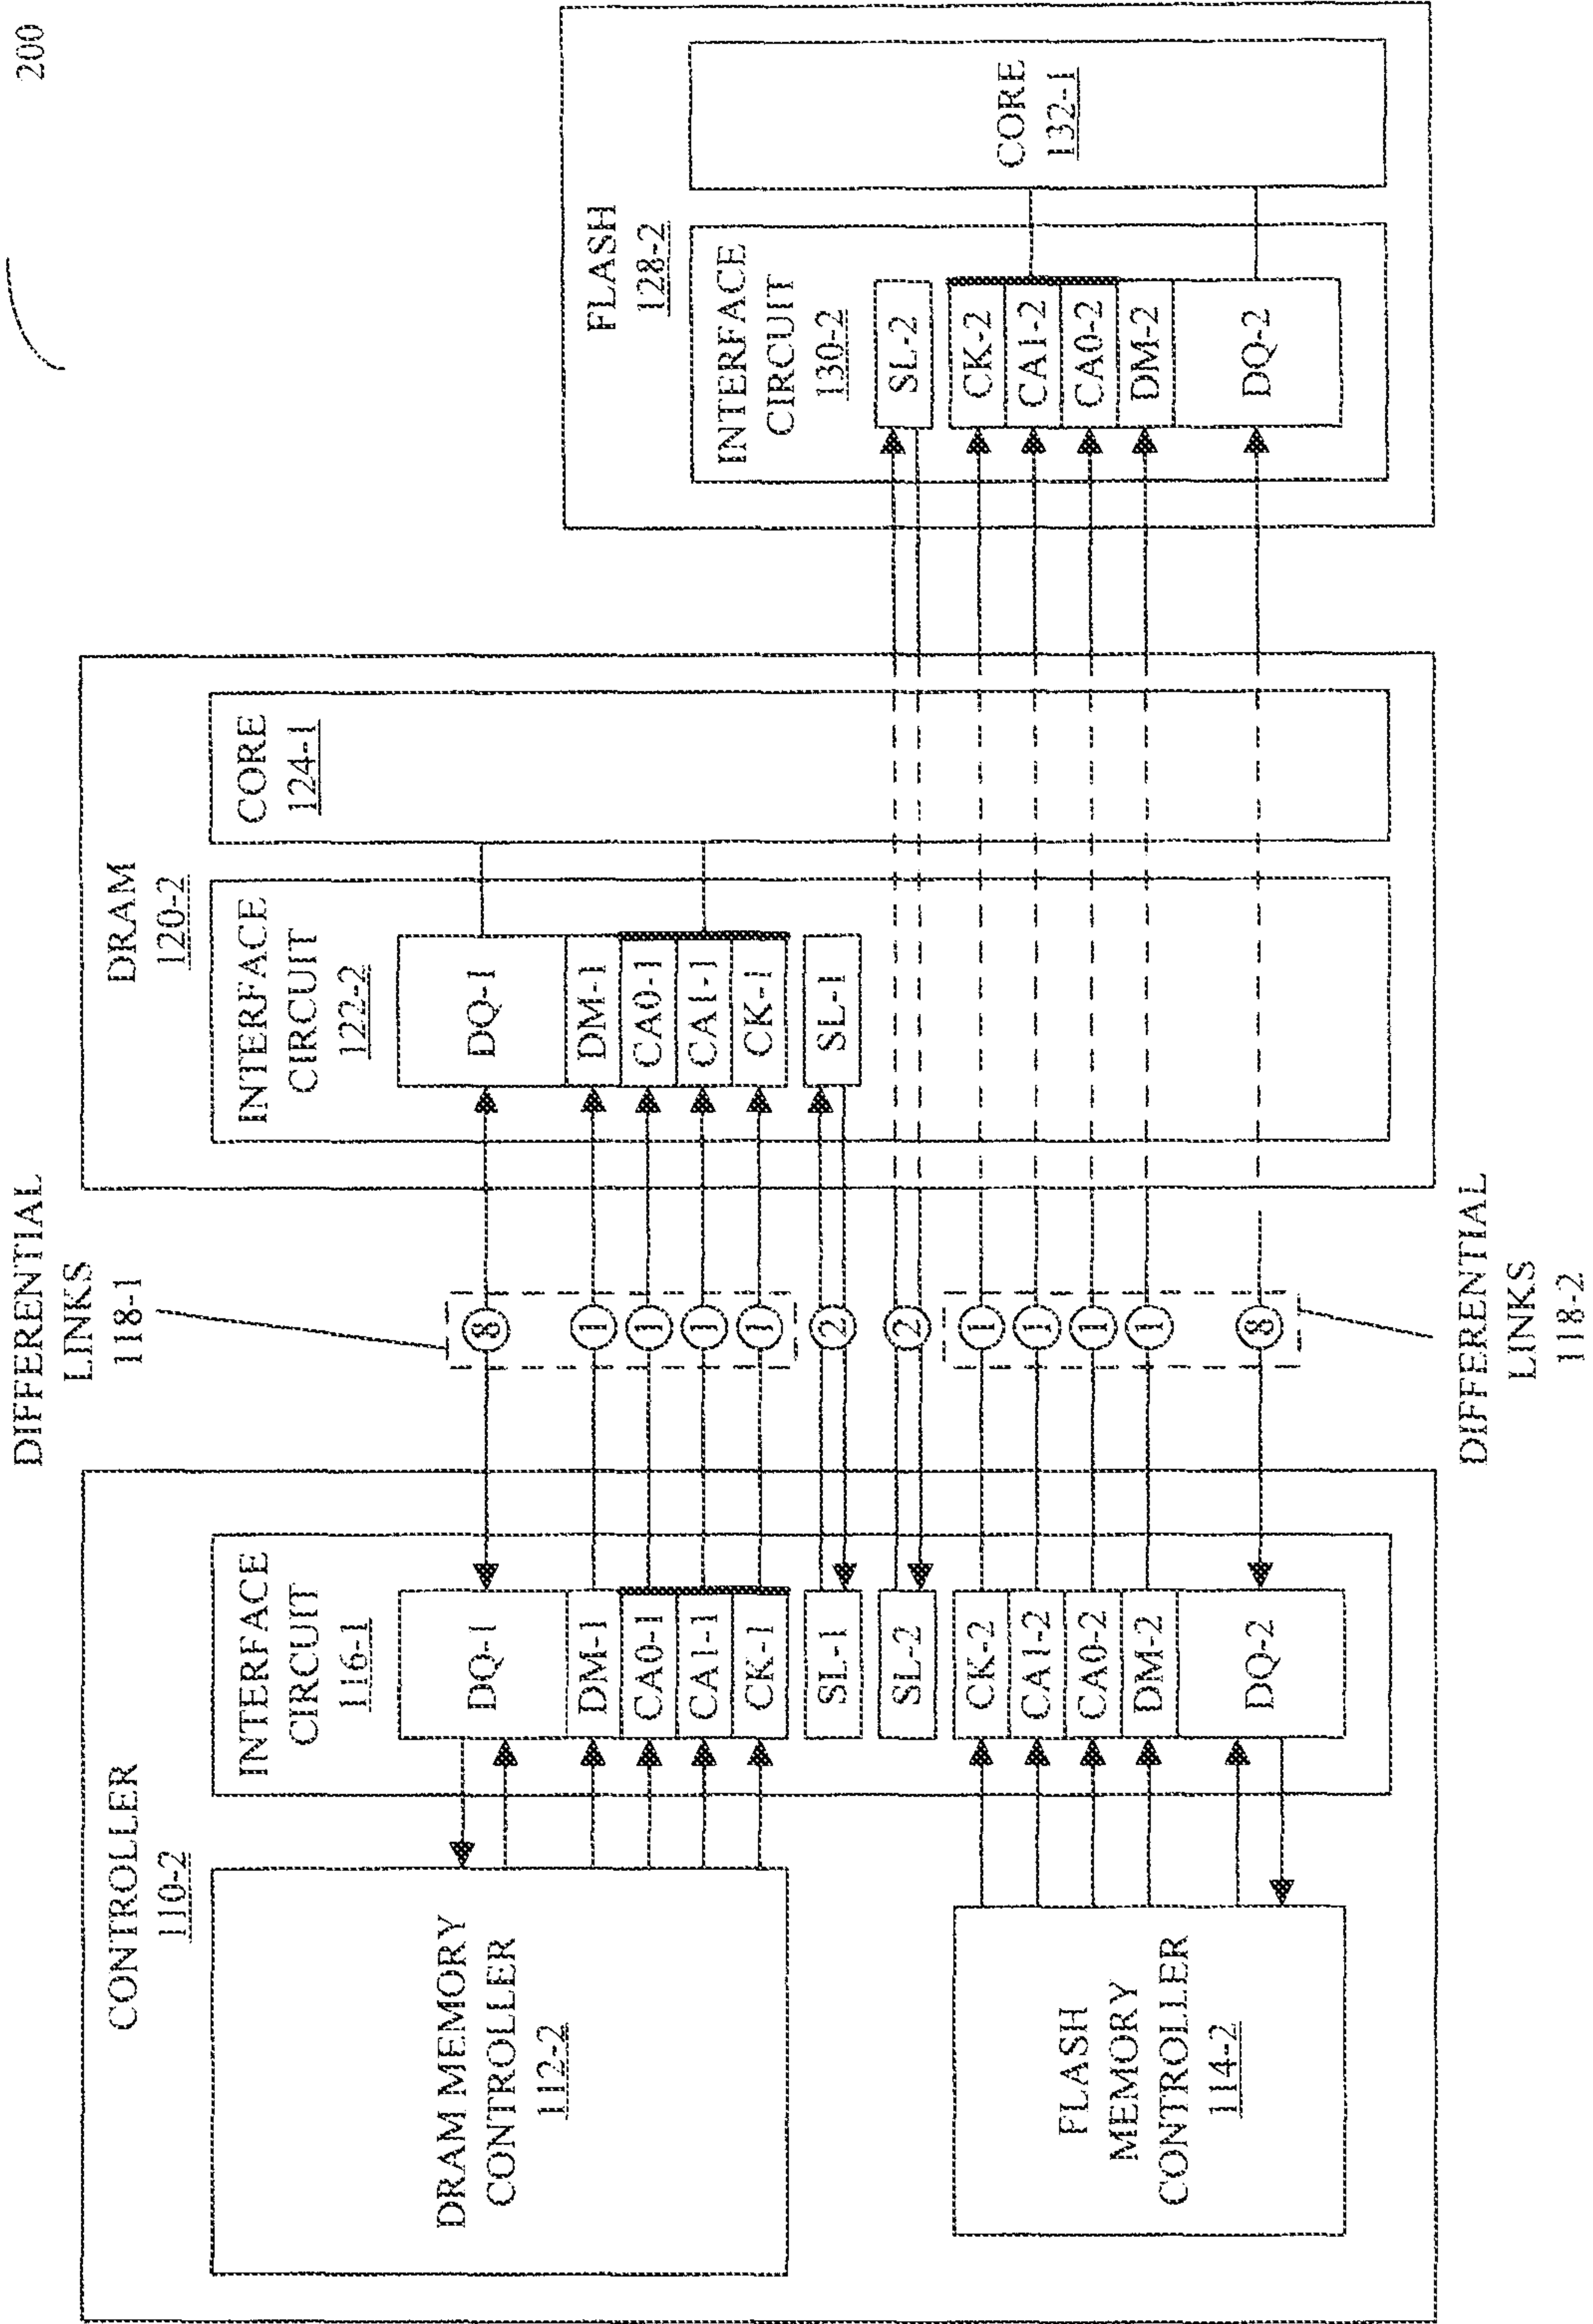 200
DIFFERENTIAL
LINKS
118-1
CONTROLLER
110-2
DRAM MEMORY
CONTROLLER
112-2
FLASH
MEMORY
CONTROLLER
114-2
INTERFACE
CIRCUIT
116-1
DQ-1
DM-1
CA0-1
CA1-1
CK-1
SL-1
SL-2
CK-2
CA1-2
CA0-2
DM-2
DQ-2
8
1
1
1
1
2
2
1
1
1
1
8
DIFFERENTIAL
LINKS
118-2
DRAM
120-2
INTERFACE
CIRCUIT
122-2
DQ-1
DM-1
CA0-1
CA1-1
CK-1
SL-1
CORE
124-1
FLASH
128-2
INTERFACE
CIRCUIT
130-2
SL-2
CK-2
CA1-2
CA0-2
DM-2
DQ-2
CORE
132-1